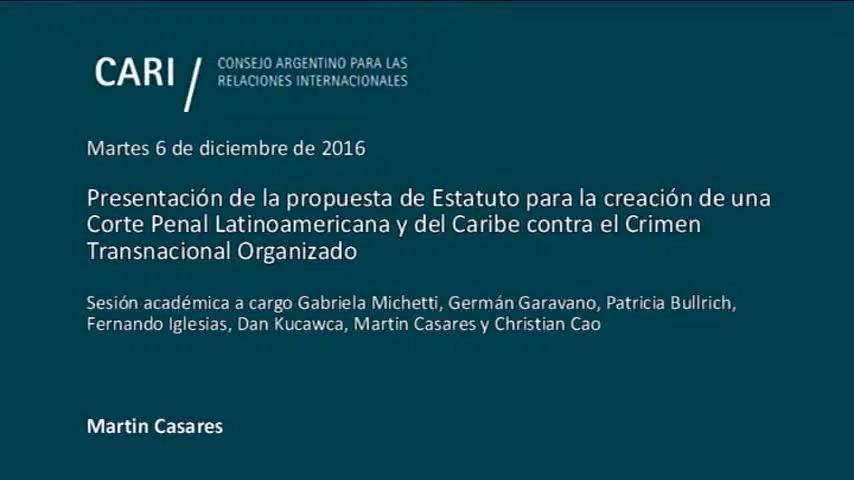 CARI / CONSEJO ARGENTINO PARA LAS
RELACIONES INTERNACIONALES
Martes 6 de diciembre de 2016
Presentación de la propuesta de Estatuto para la creación de una
Corte Penal Latinoamericana y del Caribe contra el Crimen
Transnacional Organizado
Sesión académica a cargo Gabriela Michetti, Germán Garavano, Patricia Bullrich,
Fernando Iglesias, Dan Kucawca, Martin Casares y Christian Cao
Martin Casares